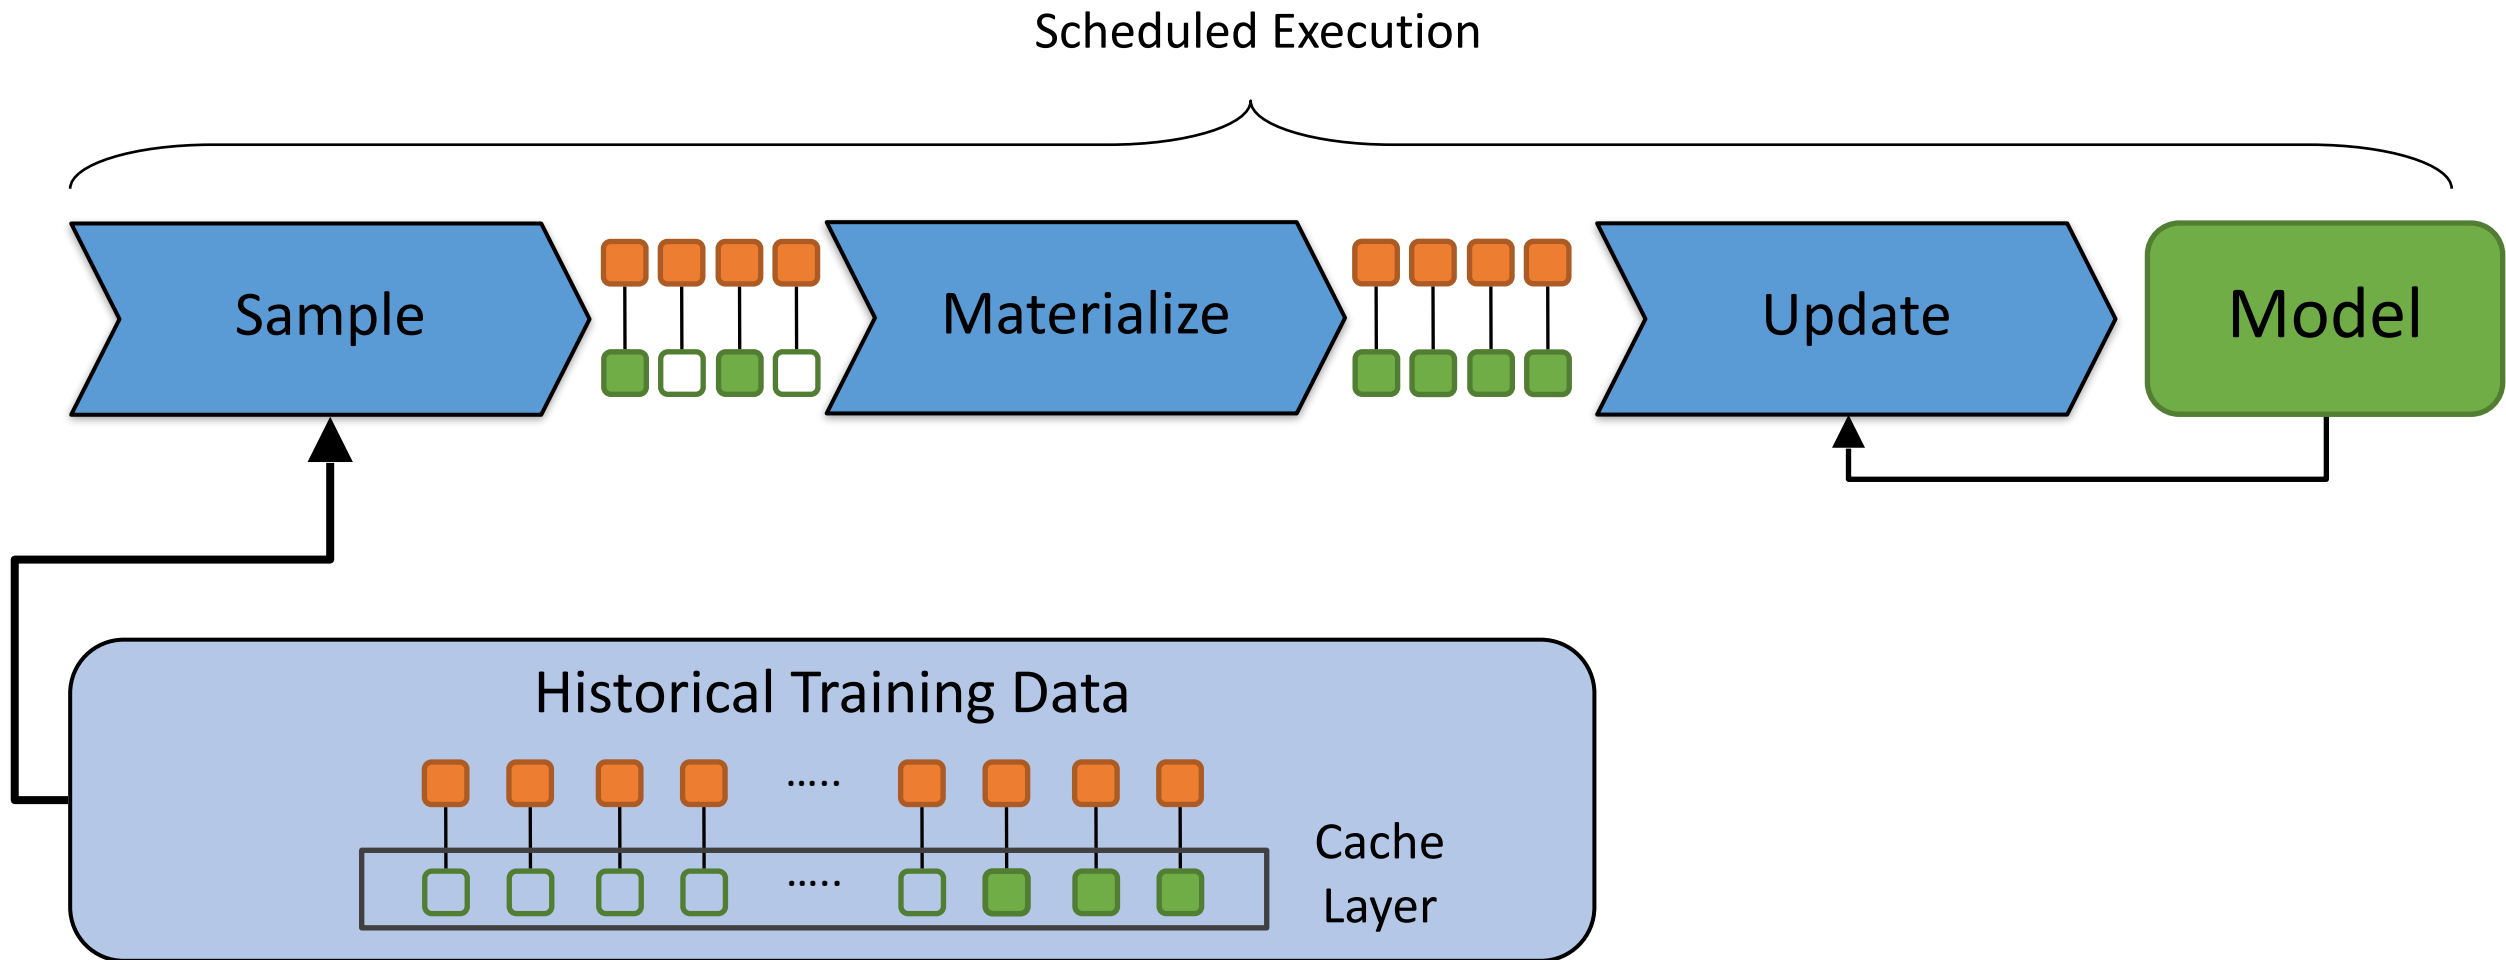 Scheduled Execution
Sample
Materialize
Update
Model
Historical Training Data
.....
Cache
Layer
.....